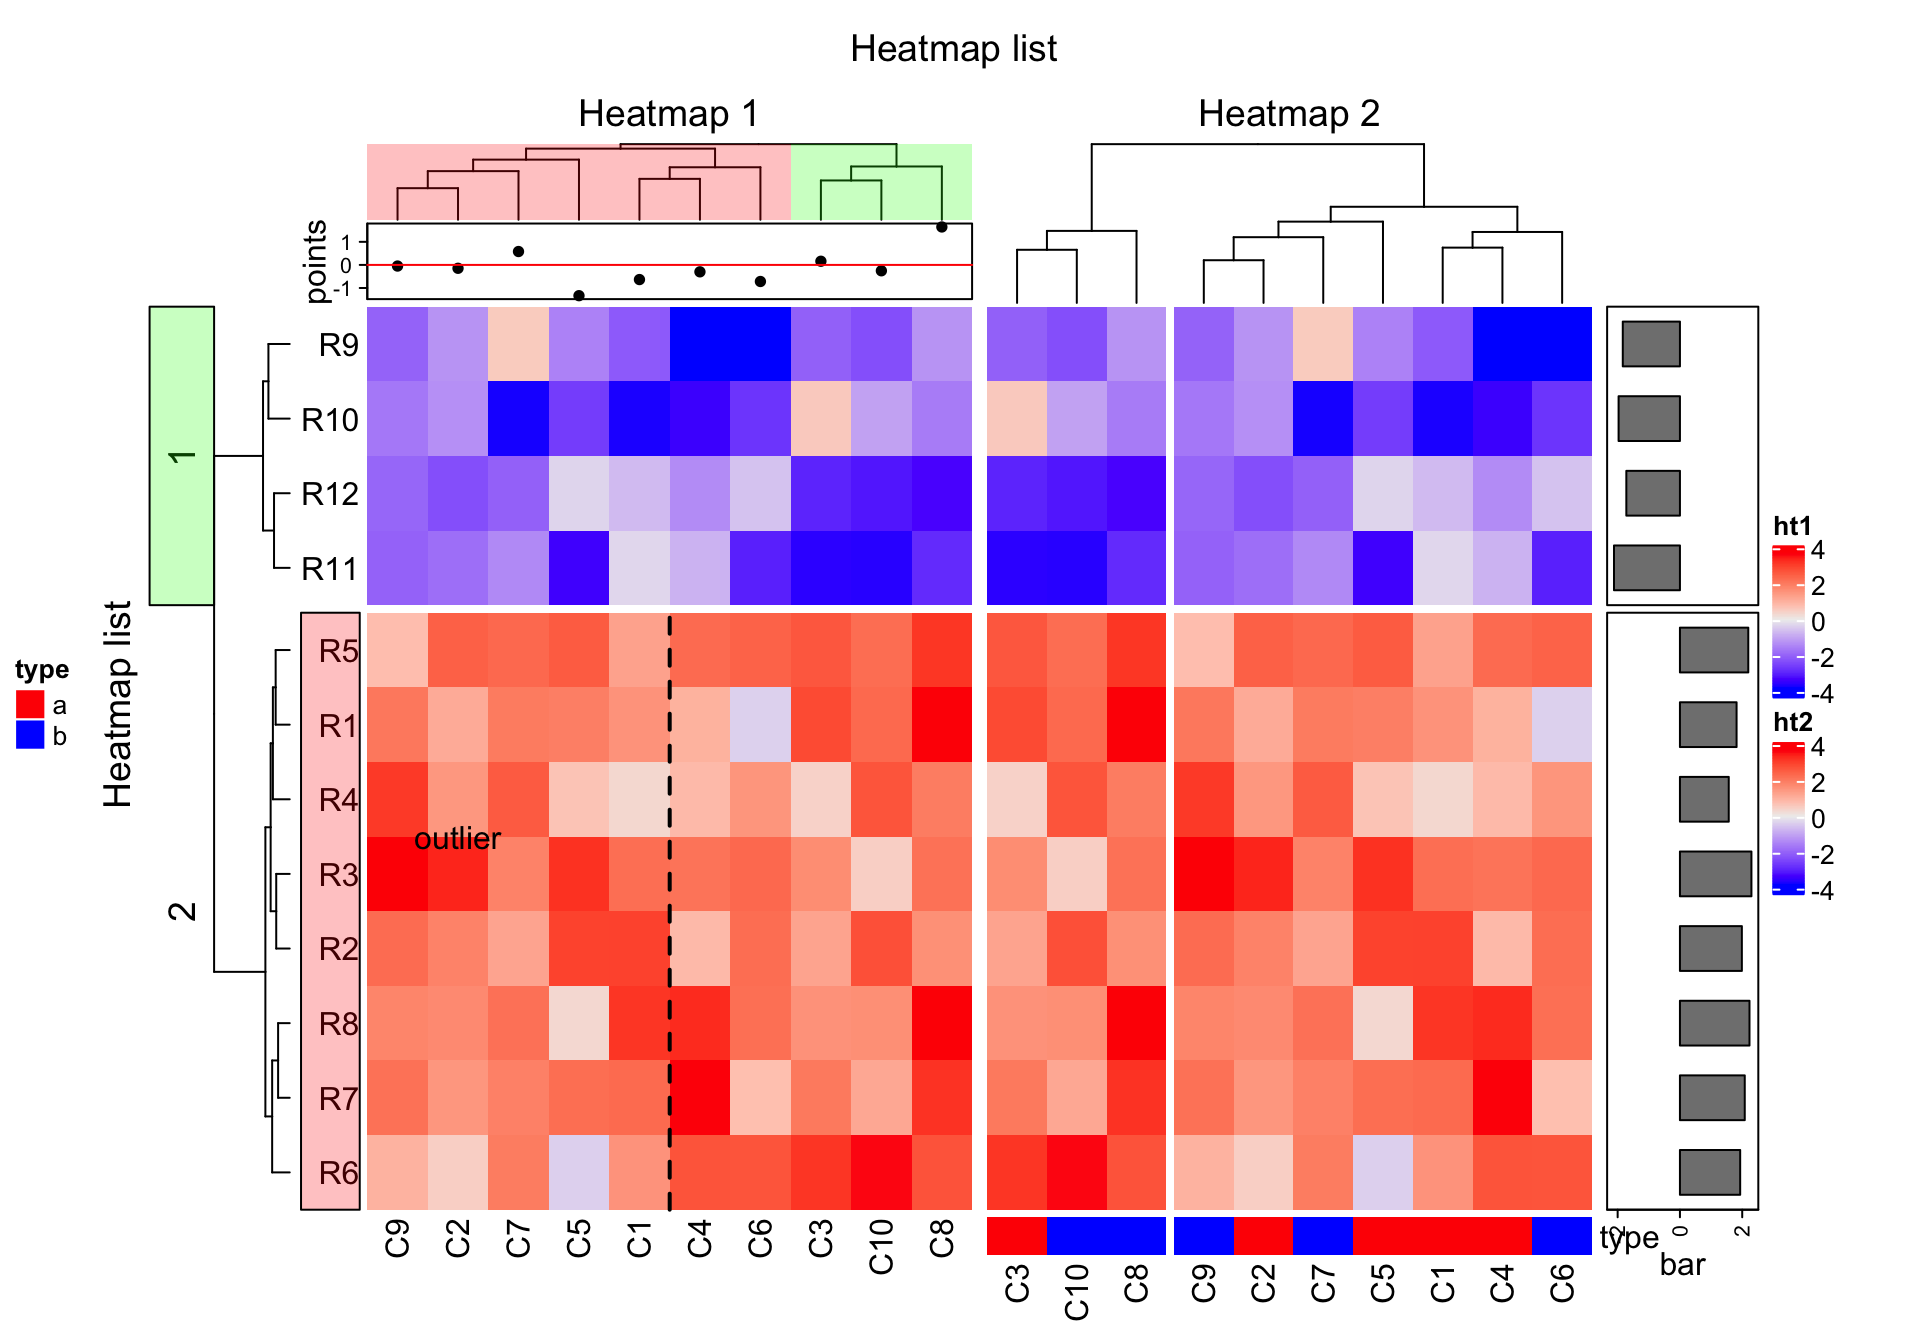 Heatmap list
Heatmap 1
Heatmap 2
points
1
0
-1
R9
R10
R12
R11
1
R5
R1
R4
R3
R2
R8
R7
R6
2
Heatmap list
outlier
type
a
b
ht1
4
2
0
-2
-4
ht2
4
2
0
-2
-4
C9 C2 C7 C5 C1 C4 C6 C3 C10 C8
C3 C10 C8 C9 C2 C7 C5 C1 C4 C6
type
-2 0 2
bar